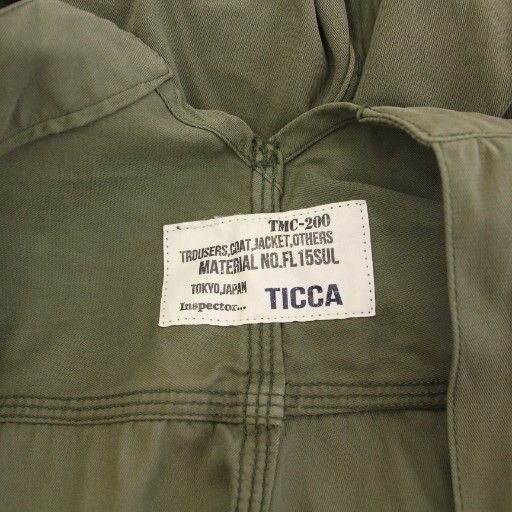 TMC-200
TROUSERS,COAT,JACKET,OTHERS
MATERIAL NO.FL15SUL
TOKYO,JAPAN
Inspector... TICCA